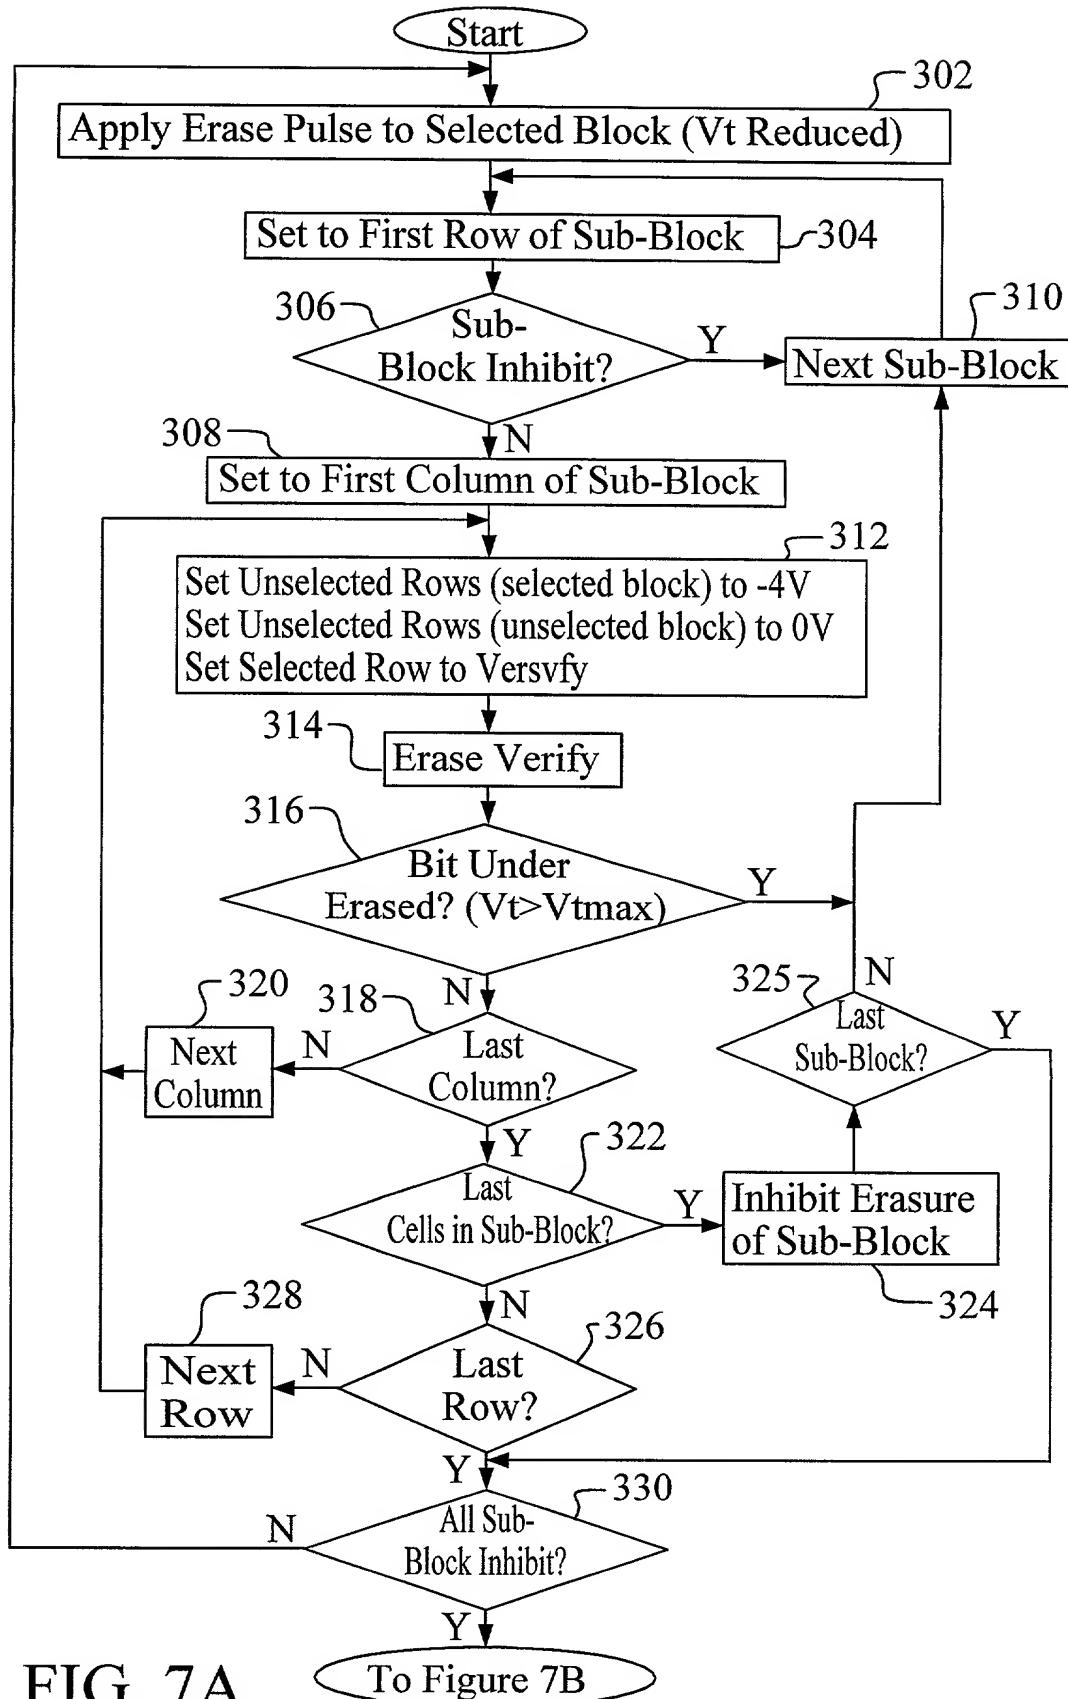 Start
302
Apply Erase Pulse to Selected Block (Vt Reduced)
Set to First Row of Sub-Block
304
306
Sub-
Block Inhibit?
Y
310
Next Sub-Block
N
308
Set to First Column of Sub-Block
312
Set Unselected Rows (selected block) to -4V
Set Unselected Rows (unselected block) to 0V
Set Selected Row to Versvfy
314
Erase Verify
316
Bit Under
Erased? (Vt>Vtmax)
Y
N
320
Next
Column
N
318
Last
Column?
325
N
Last
Sub-Block?
Y
Y
322
Last
Cells in Sub-Block?
Y
Inhibit Erasure
of Sub-Block
324
N
328
Next
Row
N
326
Last
Row?
Y
330
All Sub-
Block Inhibit?
N
Y
To Figure 7B
FIG. 7A